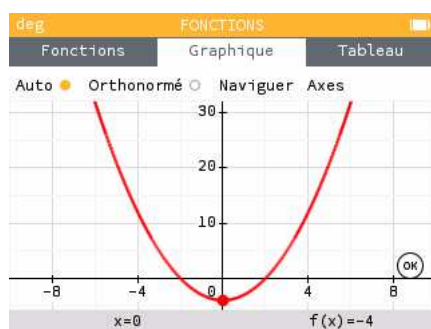 deg FONCTIONS
Fonctions Graphique Tableau
Auto Orthonormé Naviguer Axes
30
20
10
OK
-8 -4 0 4 8
x=0 f(x)=-4